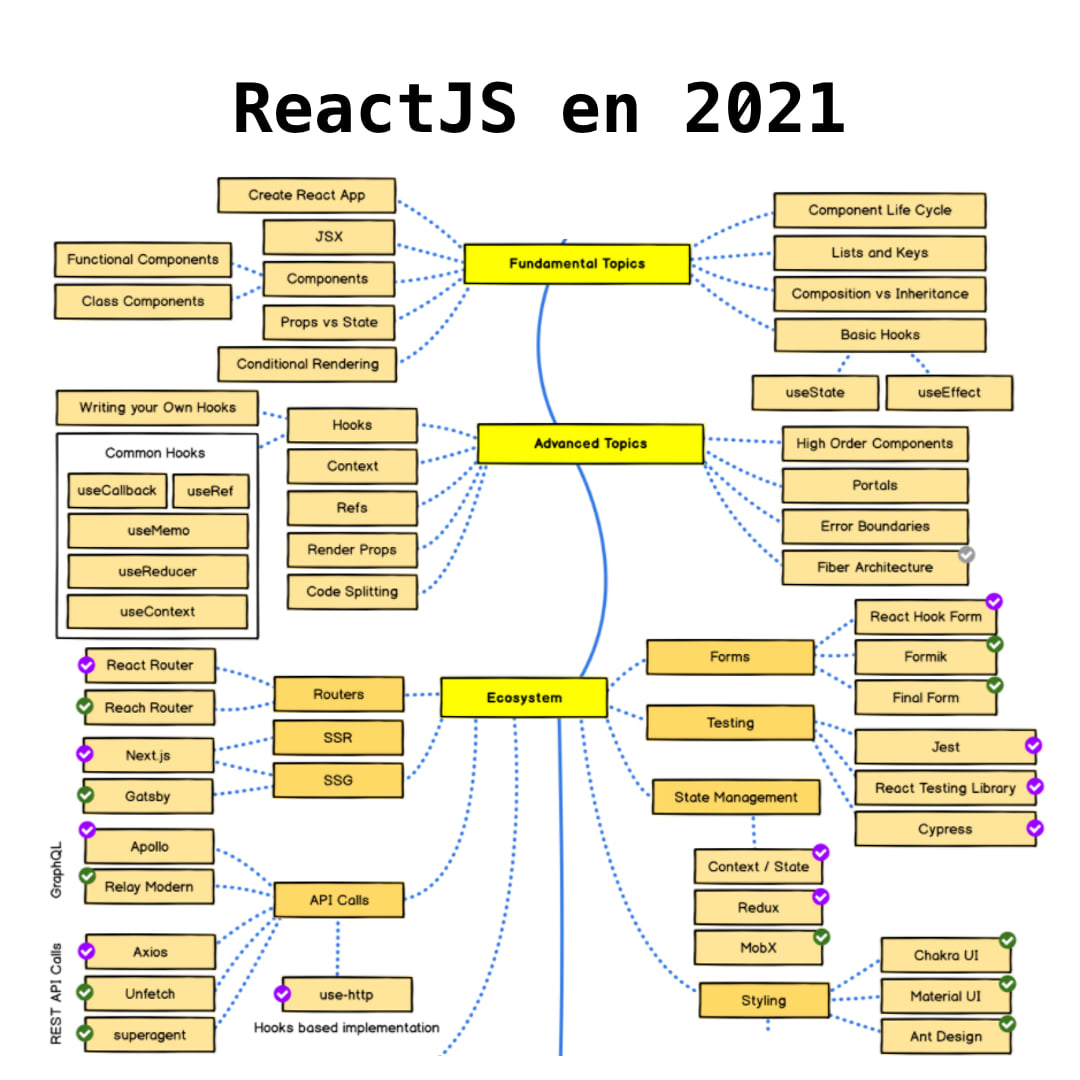 ReactJS en 2021
Create React App
JSX
Functional Components
Components
Class Components
Props vs State
Conditional Rendering
Fundamental Topics
Component Life Cycle
Lists and Keys
Composition vs Inheritance
Basic Hooks
useState
useEffect
Writing your Own Hooks
Common Hooks
useCallback
useRef
useMemo
useReducer
useContext
Hooks
Context
Refs
Render Props
Code Splitting
Advanced Topics
High Order Components
Portals
Error Boundaries
Fiber Architecture
React Router
Reach Router
Routers
Next.js
Gatsby
SSR
SSG
Ecosystem
Forms
React Hook Form
Formik
Final Form
Testing
Jest
React Testing Library
Cypress
State Management
Context / State
Redux
MobX
GraphQL
Apollo
Relay Modern
API Calls
REST API Calls
Axios
Unfetch
superagent
use-http
Hooks based implementation
Styling
Chakra UI
Material UI
Ant Design